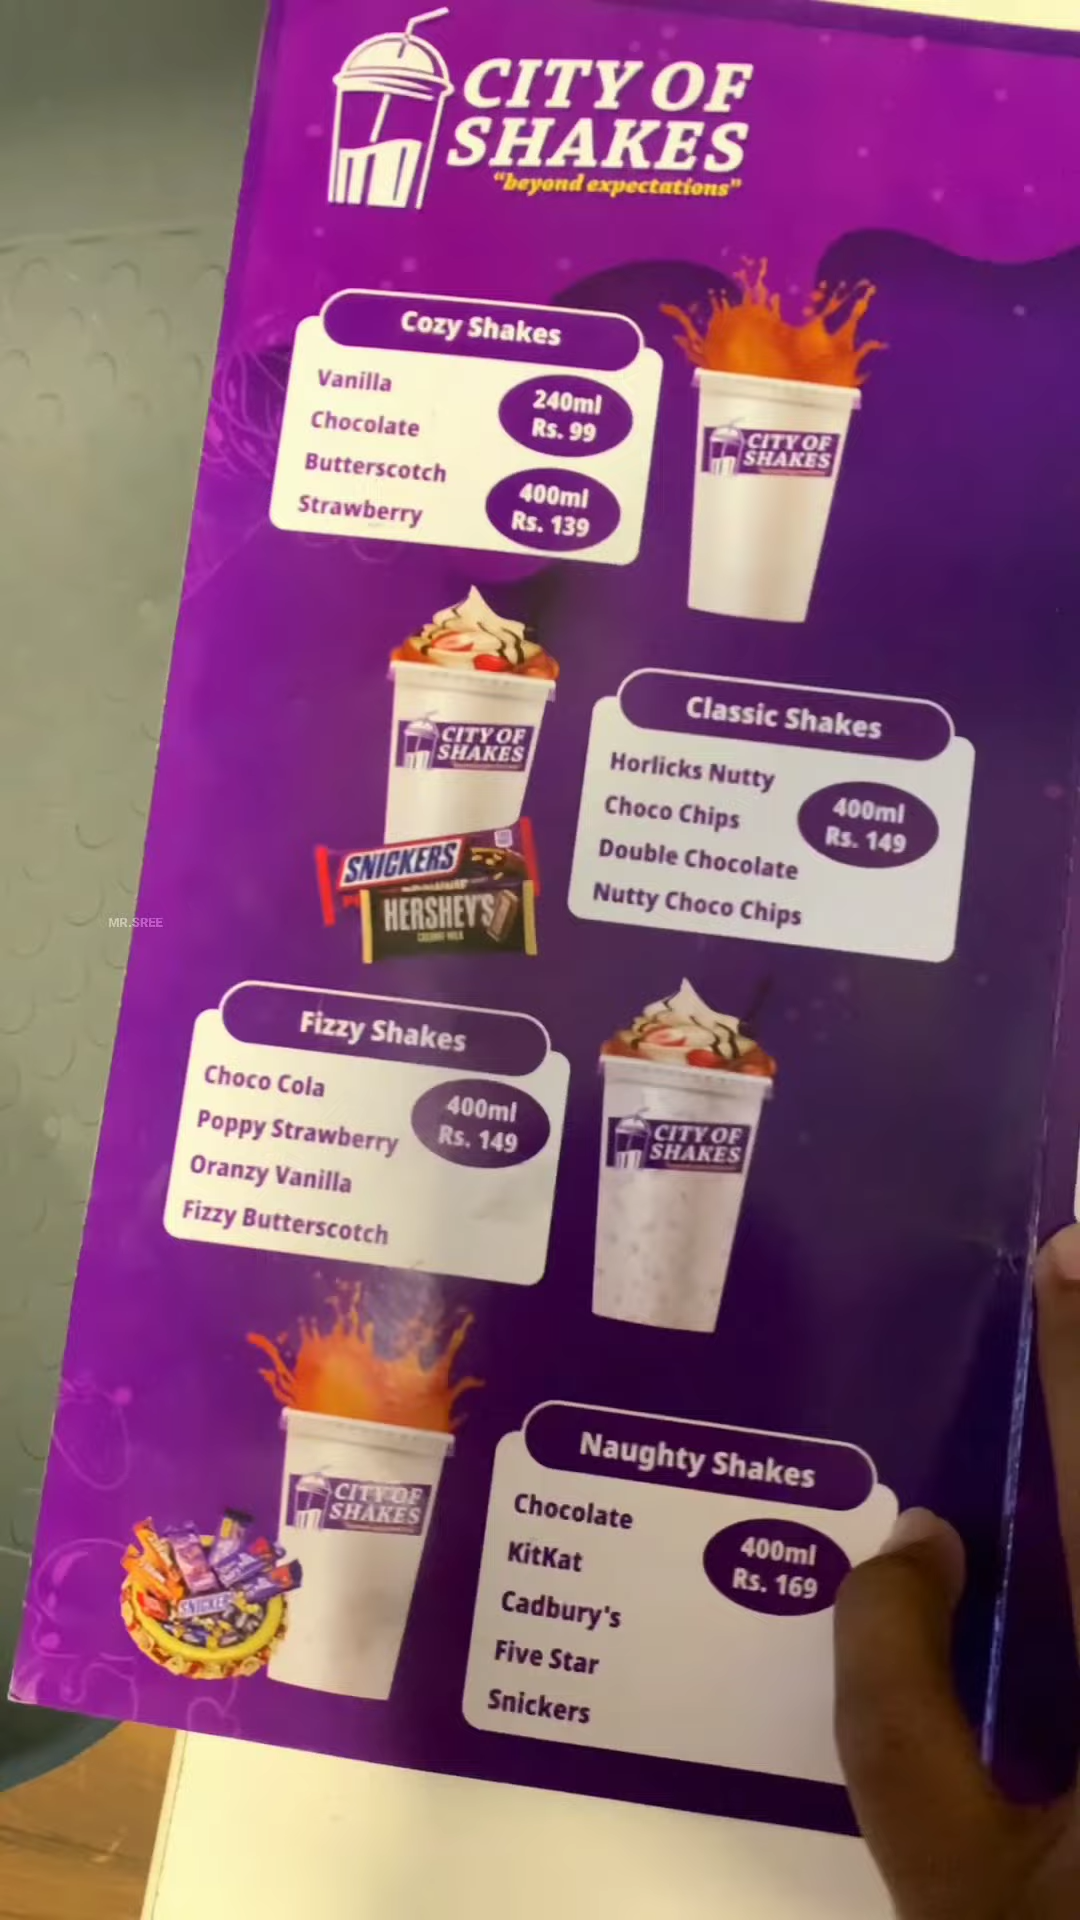 CITY OF
SHAKES
"beyond expectations"
Cozy Shakes
Vanilla
Chocolate
Butterscotch
Strawberry
240ml
Rs. 99
400ml
Rs. 139
CITY OF
SHAKES
CITY OF
SHAKES
SNICKERS
HERSHEY'S
Classic Shakes
Horlicks Nutty
Choco Chips
Double Chocolate
Nutty Choco Chips
400ml
Rs. 149
MR.SREE
Fizzy Shakes
Choco Cola
Poppy Strawberry
Oranzy Vanilla
Fizzy Butterscotch
400ml
Rs. 149
CITY OF
SHAKES
CITY OF
SHAKES
SNICKER
Naughty Shakes
Chocolate
KitKat
Cadbury's
Five Star
Snickers
400ml
Rs. 169